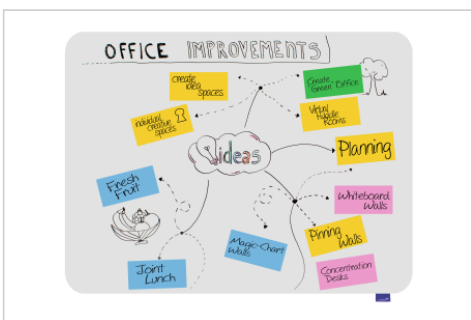 OFFICE IMPROVEMENTS
create
idea
spaces
Create
Green Office
individual
creative
spaces
Virtual
Huddle
Rooms
ideas
Planning
Fresh
Fruit
Whiteboard
Walls
Pinning
Walls
Magic-Chart
Walls
Joint
Lunch
Concentration
Desks